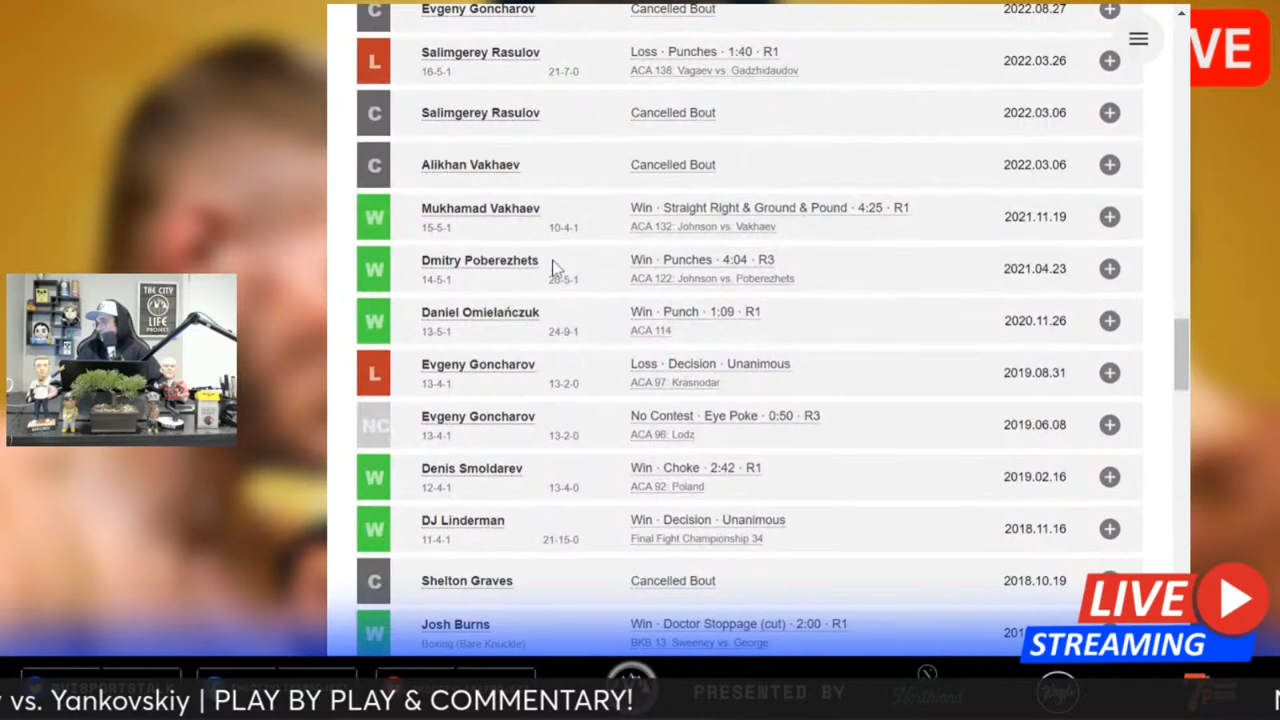 C Evgeny Goncharov Cancelled Bout 2022.08.27
VE
L Salimgerey Rasulov Loss · Punches · 1:40 · R1 2022.03.26
16-5-1 21-7-0 ACA 138: Vagaev vs. Gadzhidaudov
C Salimgerey Rasulov Cancelled Bout 2022.03.06
C Alikhan Vakhaev Cancelled Bout 2022.03.06
W Mukhamad Vakhaev Win · Straight Right & Ground & Pound · 4:25 · R1 2021.11.19
15-5-1 10-4-1 ACA 132: Johnson vs. Vakhaev
W Dmitry Poberezhets Win · Punches · 4:04 · R3 2021.04.23
14-5-1 26-5-1 ACA 122: Johnson vs. Poberezhets
W Daniel Omielańczuk Win · Punch · 1:09 · R1 2020.11.26
13-5-1 24-9-1 ACA 114
L Evgeny Goncharov Loss · Decision · Unanimous 2019.08.31
13-4-1 13-2-0 ACA 97: Krasnodar
NC Evgeny Goncharov No Contest · Eye Poke · 0:50 · R3 2019.06.08
13-4-1 13-2-0 ACA 96: Lodz
W Denis Smoldarev Win · Choke · 2:42 · R1 2019.02.16
12-4-1 13-4-0 ACA 92: Poland
W DJ Linderman Win · Decision · Unanimous 2018.11.16
11-4-1 21-15-0 Final Fight Championship 34
C Shelton Graves Cancelled Bout 2018.10.19
W Josh Burns Win · Doctor Stoppage (cut) · 2:00 · R1 201
Boxing (Bare Knuckle) BKB 13: Sweeney vs. George
THE CITY
LIFE
PROJECT
LIVE
STREAMING
PRESENTED BY
Northland
vs. Yankovskiy | PLAY BY PLAY & COMMENTARY!